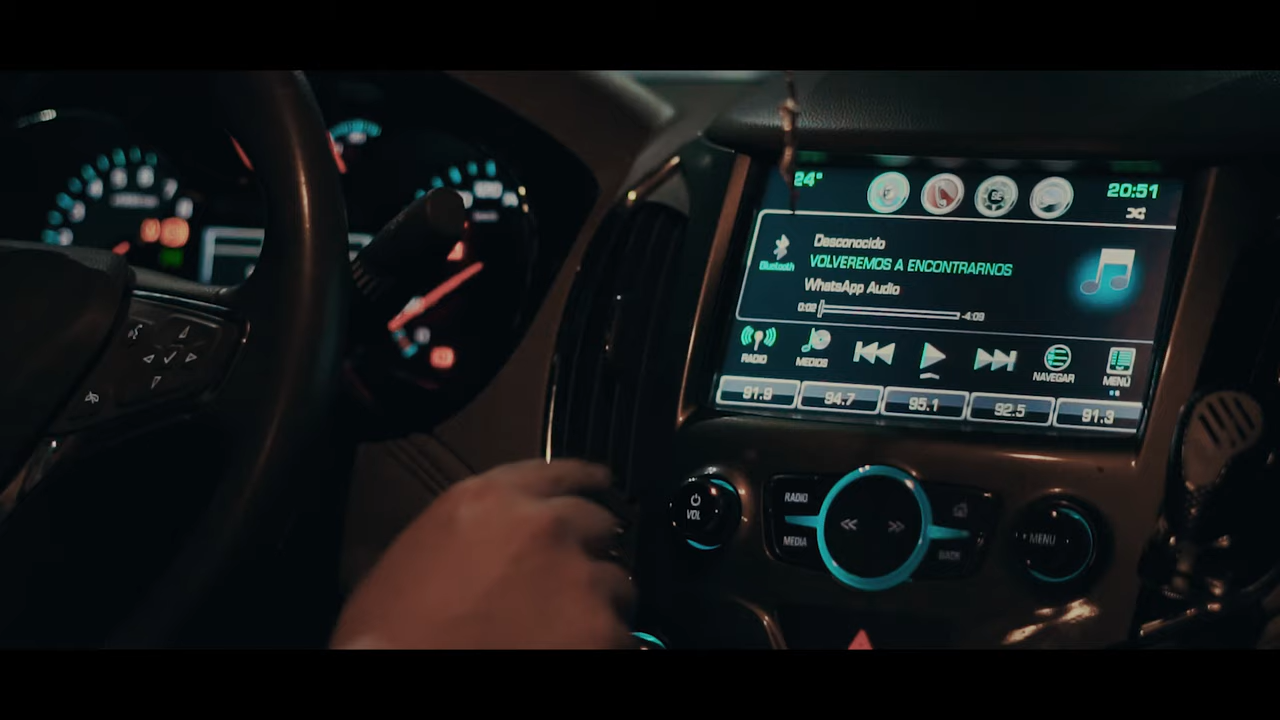 24°
20:51
Desconocido
Bluetooth
VOLVEREMOS A ENCONTRARNOS
WhatsApp Audio
0:02 -4:09
RADIO MEDIOS NAVEGAR MENÚ
91.9 94.7 95.1 92.5 91.3
VOL
RADIO
MEDIA
BACK
MENU